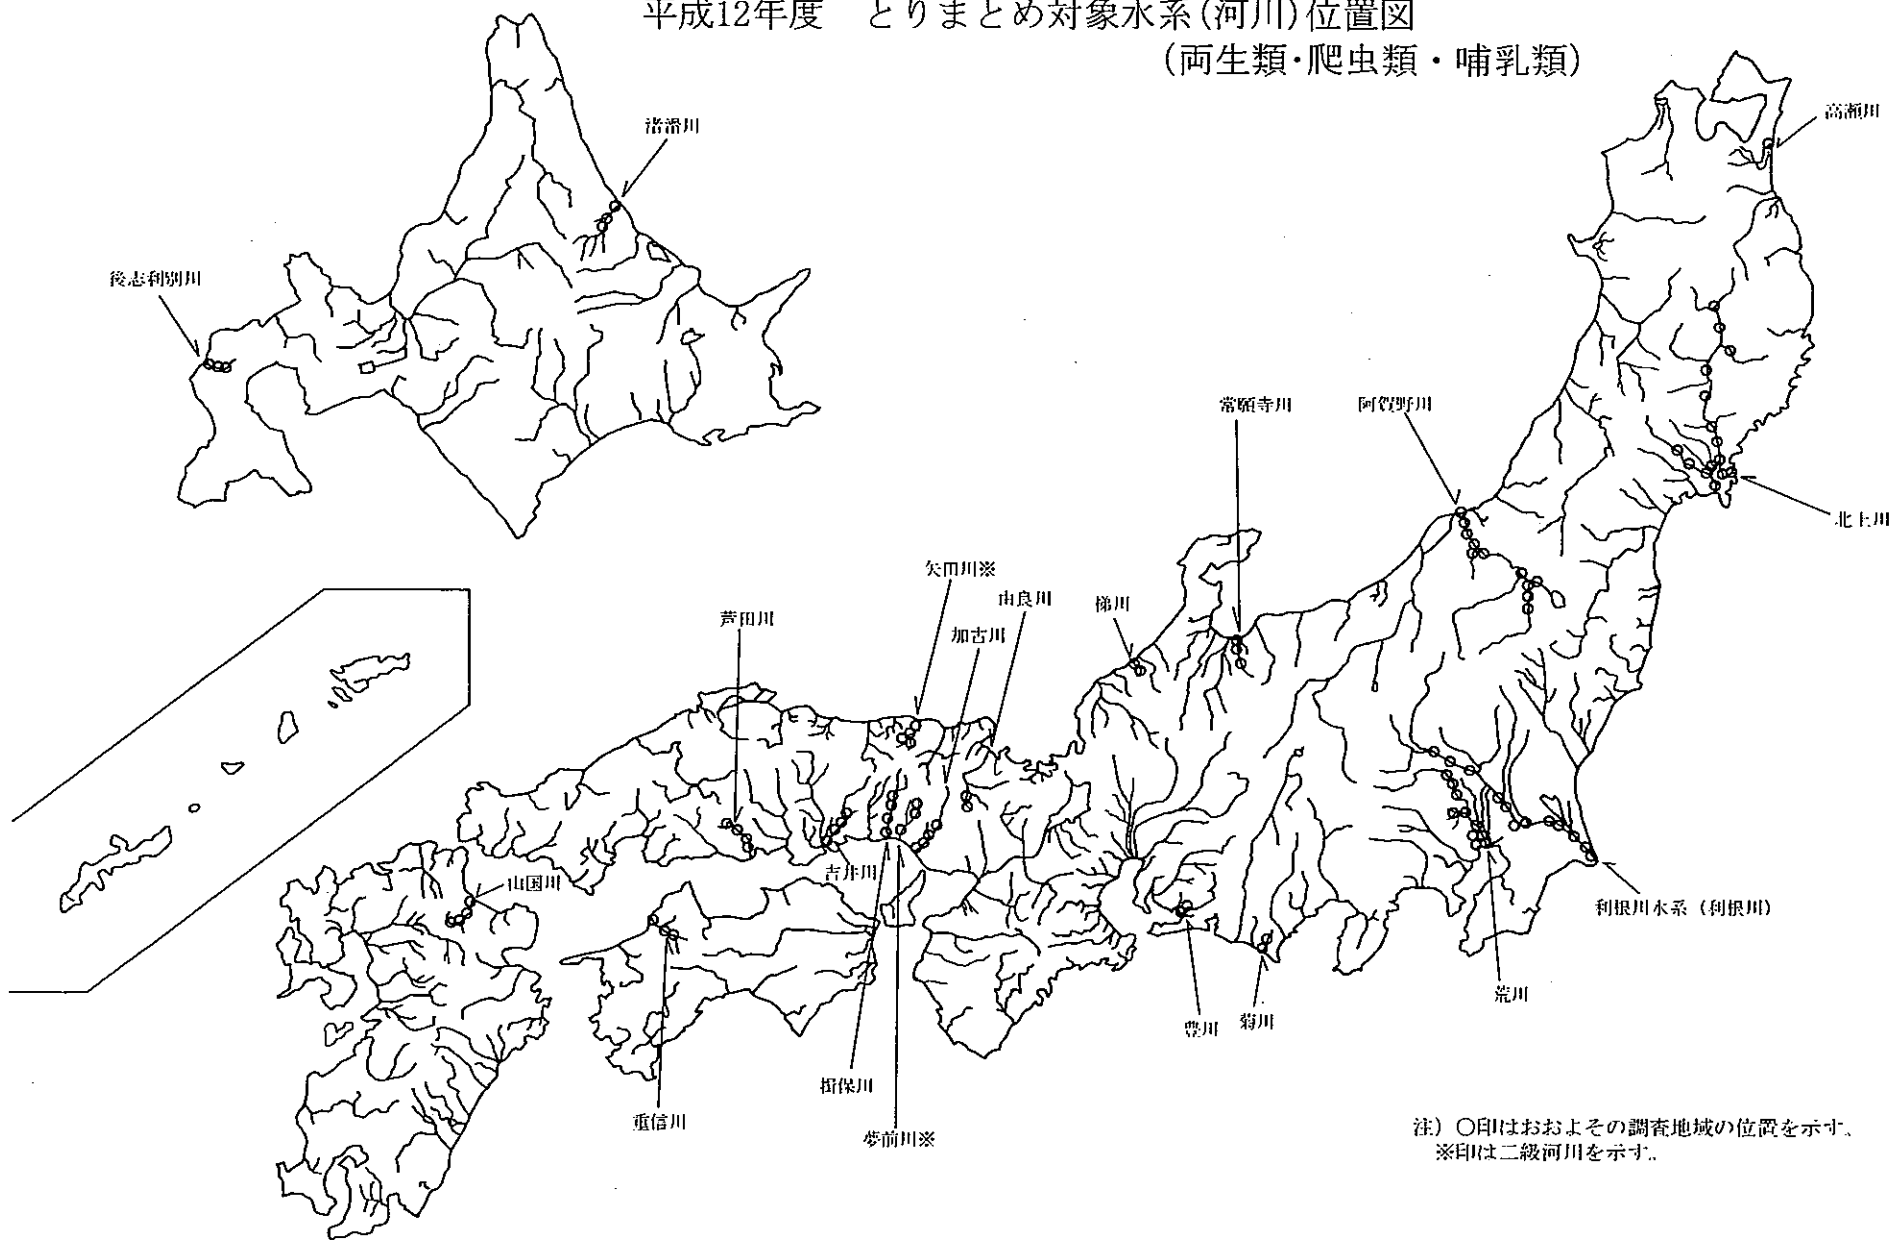 平成12年度　とりまとめ対象水系(河川)位置図
(両生類・爬虫類・哺乳類)
高瀬川
渚滑川
後志利別川
常願寺川
阿賀野川
北上川
矢田川※
由良川
梯川
芦田川
加古川
吉井川
山国川
利根川水系（利根川）
荒川
豊川
菊川
揖保川
重信川
夢前川※
注）〇印はおおよその調査地域の位置を示す。
※印は二級河川を示す。